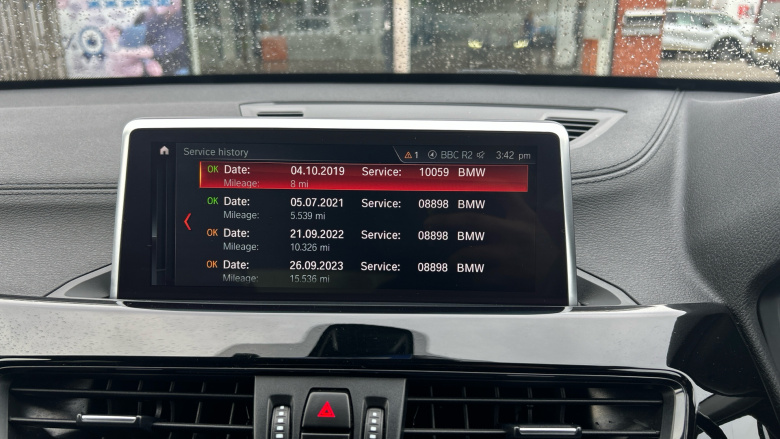 Service history 1 BBC R2 3:42 pm
OK Date: 04.10.2019 Service: 10059 BMW
Mileage: 8 mi
OK Date: 05.07.2021 Service: 08898 BMW
Mileage: 5.539 mi
OK Date: 21.09.2022 Service: 08898 BMW
Mileage: 10.326 mi
OK Date: 26.09.2023 Service: 08898 BMW
Mileage: 15.536 mi